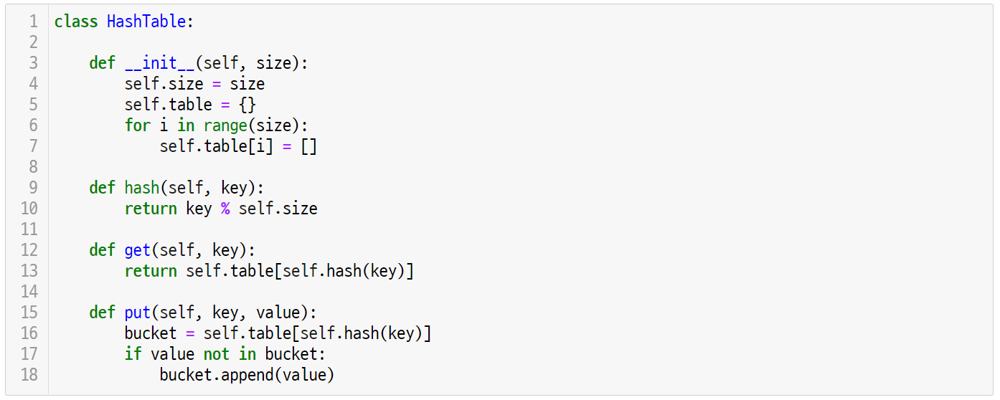 1 class HashTable:
2
3     def __init__(self, size):
4         self.size = size
5         self.table = {}
6         for i in range(size):
7             self.table[i] = []
8
9     def hash(self, key):
10         return key % self.size
11
12     def get(self, key):
13         return self.table[self.hash(key)]
14
15     def put(self, key, value):
16         bucket = self.table[self.hash(key)]
17         if value not in bucket:
18             bucket.append(value)